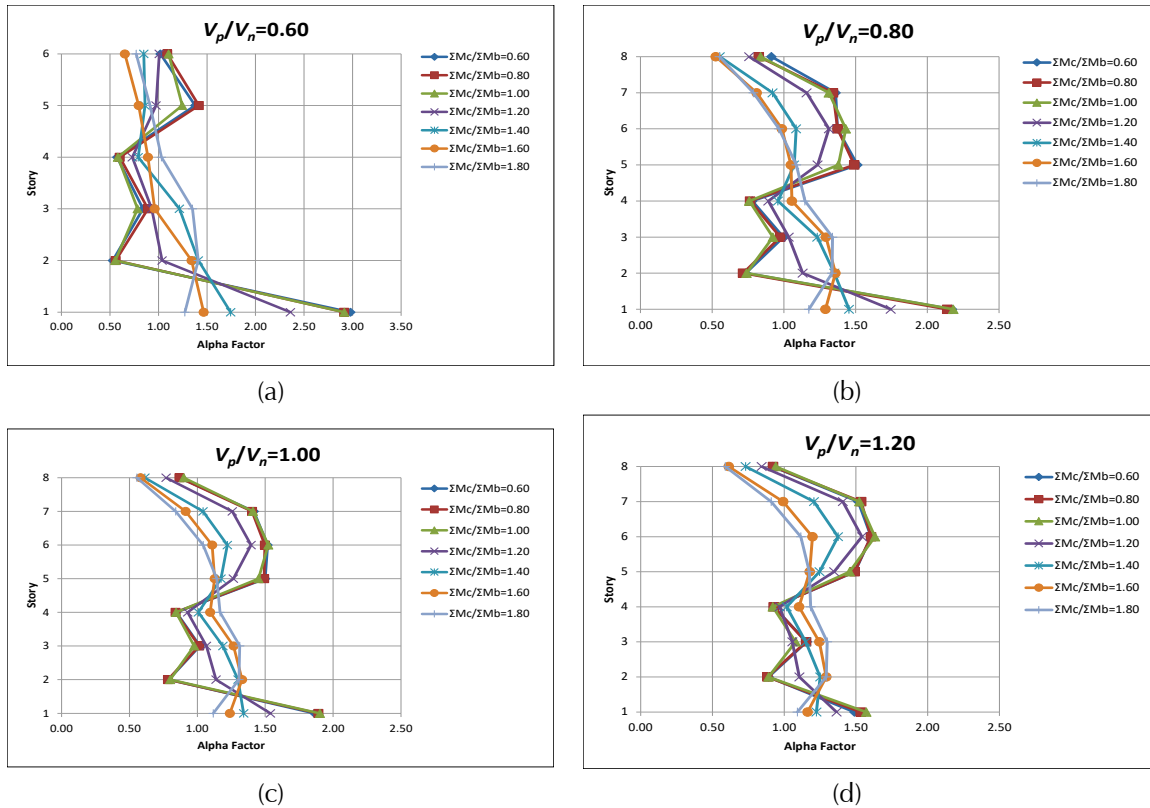 Vp/Vn=0.60
6
5
4
3
2
1
Story
0.00 0.50 1.00 1.50 2.00 2.50 3.00 3.50
Alpha Factor
ΣMc/ΣMb=0.60
ΣMc/ΣMb=0.80
ΣMc/ΣMb=1.00
ΣMc/ΣMb=1.20
ΣMc/ΣMb=1.40
ΣMc/ΣMb=1.60
ΣMc/ΣMb=1.80
(a)
Vp/Vn=0.80
8
7
6
5
4
3
2
1
Story
0.00 0.50 1.00 1.50 2.00 2.50
Alpha Factor
ΣMc/ΣMb=0.60
ΣMc/ΣMb=0.80
ΣMc/ΣMb=1.00
ΣMc/ΣMb=1.20
ΣMc/ΣMb=1.40
ΣMc/ΣMb=1.60
ΣMc/ΣMb=1.80
(b)
Vp/Vn=1.00
8
7
6
5
4
3
2
1
Story
0.00 0.50 1.00 1.50 2.00 2.50
Alpha Factor
ΣMc/ΣMb=0.60
ΣMc/ΣMb=0.80
ΣMc/ΣMb=1.00
ΣMc/ΣMb=1.20
ΣMc/ΣMb=1.40
ΣMc/ΣMb=1.60
ΣMc/ΣMb=1.80
(c)
Vp/Vn=1.20
8
7
6
5
4
3
2
1
Story
0.00 0.50 1.00 1.50 2.00 2.50
Alpha Factor
ΣMc/ΣMb=0.60
ΣMc/ΣMb=0.80
ΣMc/ΣMb=1.00
ΣMc/ΣMb=1.20
ΣMc/ΣMb=1.40
ΣMc/ΣMb=1.60
ΣMc/ΣMb=1.80
(d)